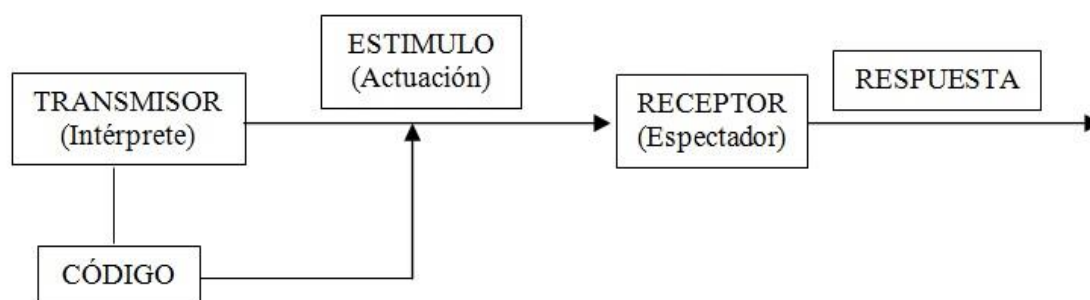 ESTIMULO
(Actuación)
TRANSMISOR
(Intérprete)
RECEPTOR
(Espectador)
RESPUESTA
CÓDIGO